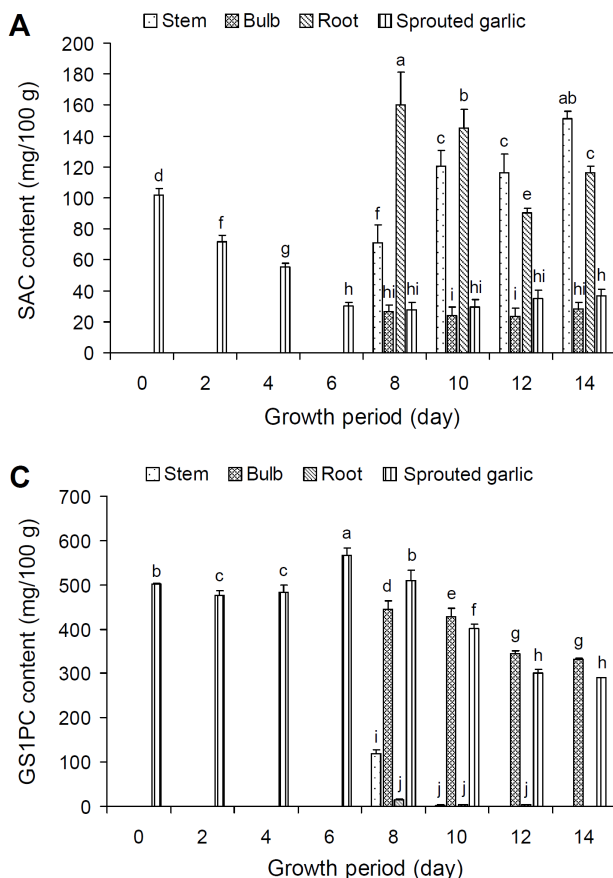 A
Stem Bulb Root Sprouted garlic
SAC content (mg/100 g)
200
180
160
140
120
100
80
60
40
20
0
d
f
g
h
f
hi
a
hi
c
i
b
hi
c
i
e
hi
ab
hi
c
h
0 2 4 6 8 10 12 14
Growth period (day)
C
Stem Bulb Root Sprouted garlic
GS1PC content (mg/100 g)
700
600
500
400
300
200
100
0
b
c
c
a
i
d
j
b
j
e
j
f
g
j
h
g
h
0 2 4 6 8 10 12 14
Growth period (day)